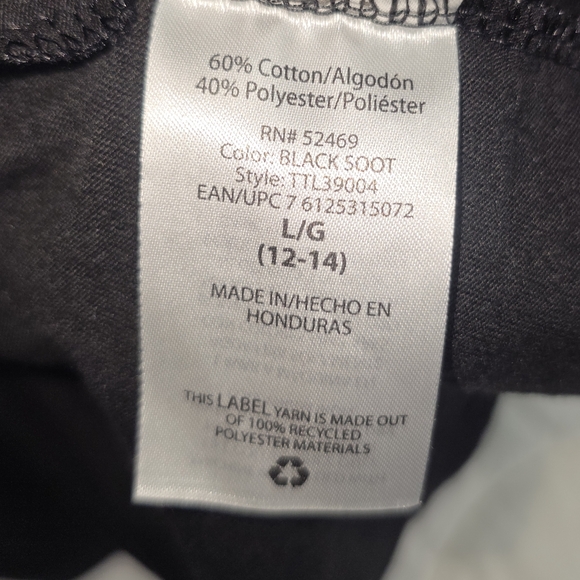 60% Cotton/Algodón
40% Polyester/Poliéster
RN# 52469
Color: BLACK SOOT
Style: TTL39004
EAN/UPC 7 6125315072
L/G
(12-14)
MADE IN/HECHO EN
HONDURAS
THIS LABEL YARN IS MADE OUT
OF 100% RECYCLED
POLYESTER MATERIALS